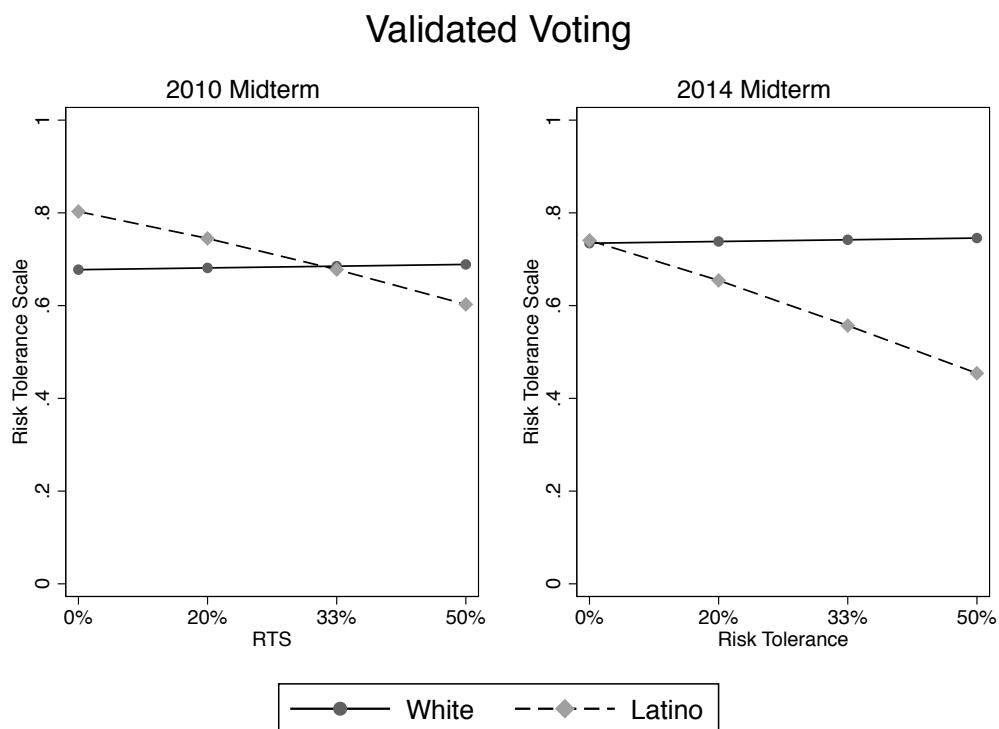 Validated Voting
2010 Midterm
Risk Tolerance Scale
1
.8
.6
.4
.2
0
0% 20% 33% 50%
RTS
2014 Midterm
Risk Tolerance Scale
1
.8
.6
.4
.2
0
0% 20% 33% 50%
Risk Tolerance
White Latino